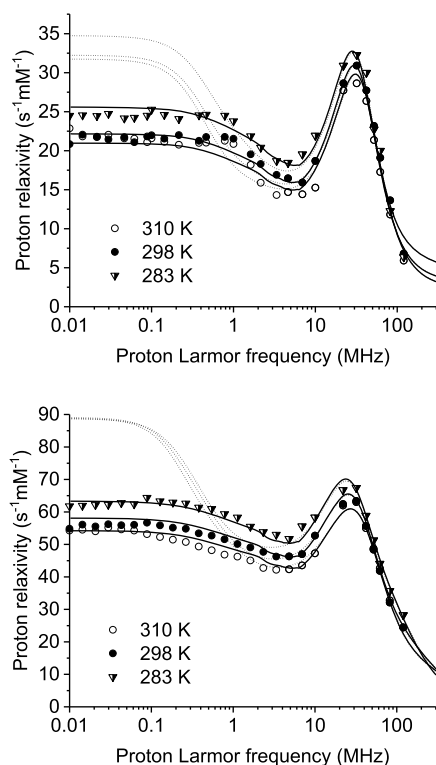 35
30
25
20
15
10
5
0
Proton relaxivity (s⁻¹mM⁻¹)
310 K
298 K
283 K
0.01 0.1 1 10 100
Proton Larmor frequency (MHz)
90
80
70
60
50
40
30
20
10
0
Proton relaxivity (s⁻¹mM⁻¹)
310 K
298 K
283 K
0.01 0.1 1 10 100
Proton Larmor frequency (MHz)